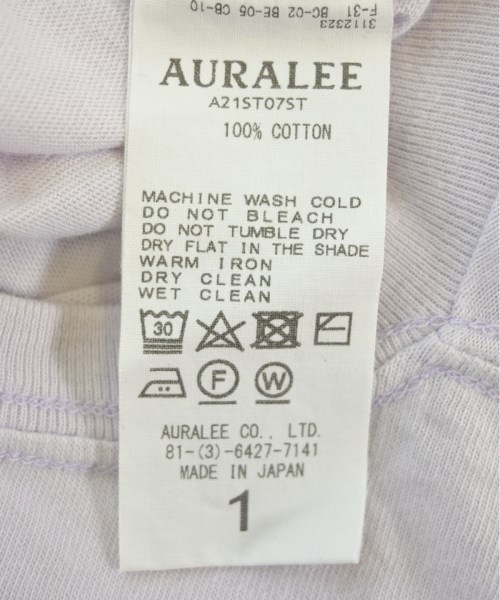 3112323
F-31 BC-02 BE-05 CB-10
AURALEE
A21ST07ST
100% COTTON
MACHINE WASH COLD
DO NOT BLEACH
DO NOT TUMBLE DRY
DRY FLAT IN THE SHADE
WARM IRON
DRY CLEAN
WET CLEAN
30
F W
AURALEE CO., LTD.
81-(3)-6427-7141
MADE IN JAPAN
1